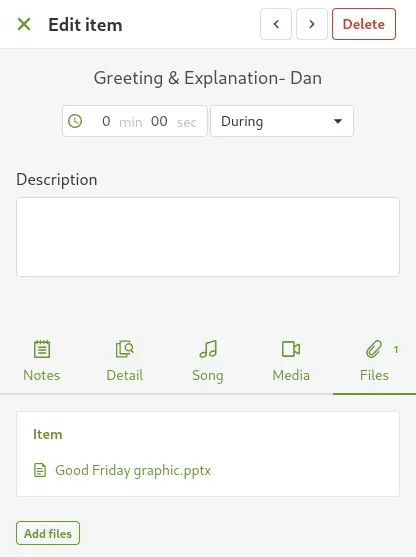 Edit item
Delete
Greeting & Explanation- Dan
0 min 00 sec
During
Description
1
Notes
Detail
Song
Media
Files
Item
Good Friday graphic.pptx
Add files